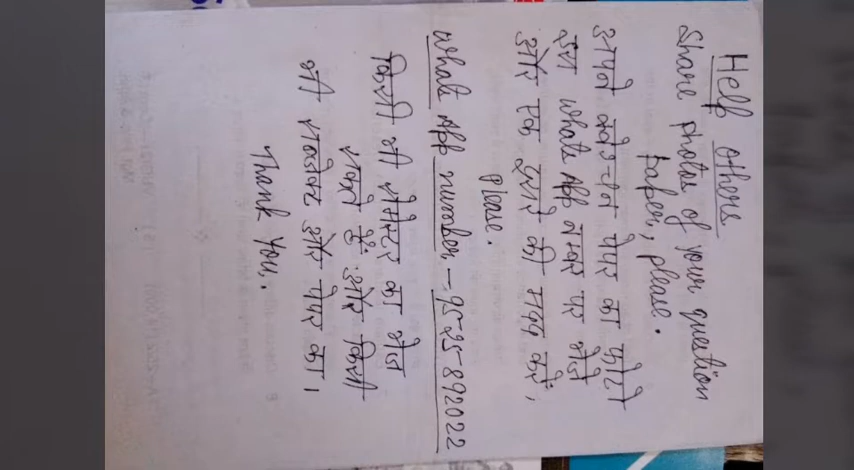 Help others
Share photos of your question
paper, please.
अपने क्वेश्चन पेपर का फोटो
इस whats App नम्बर पर भेजें
और एक दुसरे की मदद करें,
please.
whats App number - 9525892022
किसी भी सेमेस्टर का भेज
सकते हैं और किसी
भी सब्जेक्ट और पेपर का।
Thank you.